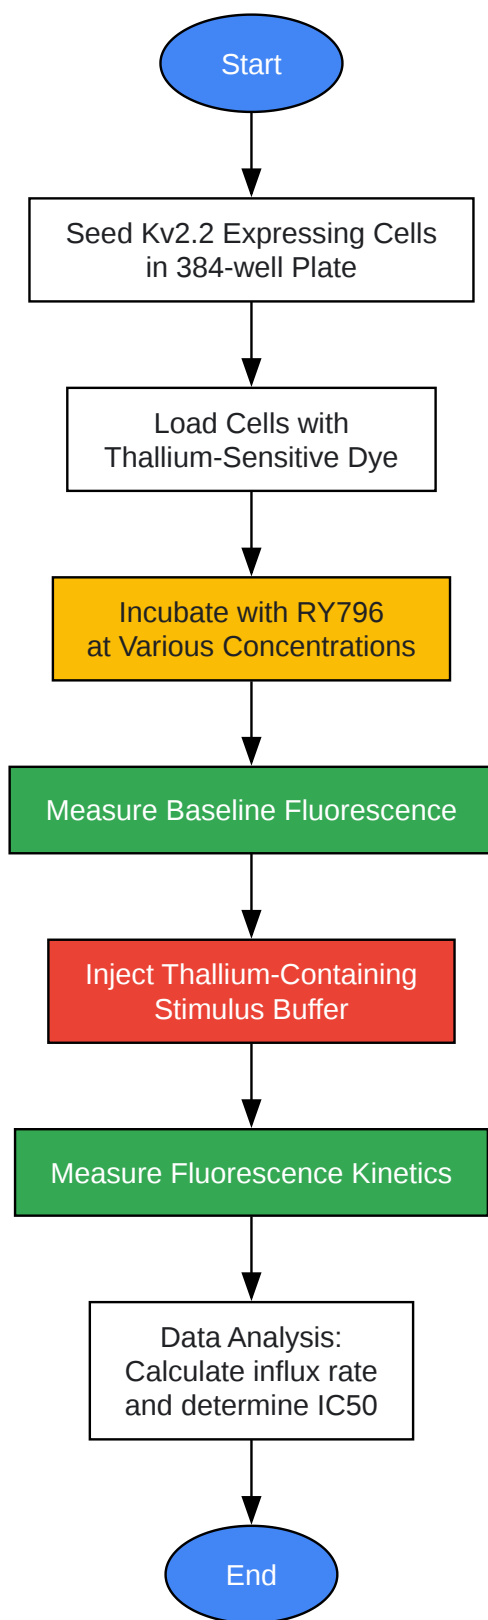 Start
Seed Kv2.2 Expressing Cells
in 384-well Plate
Load Cells with
Thallium-Sensitive Dye
Incubate with RY796
at Various Concentrations
Measure Baseline Fluorescence
Inject Thallium-Containing
Stimulus Buffer
Measure Fluorescence Kinetics
Data Analysis:
Calculate influx rate
and determine IC50
End